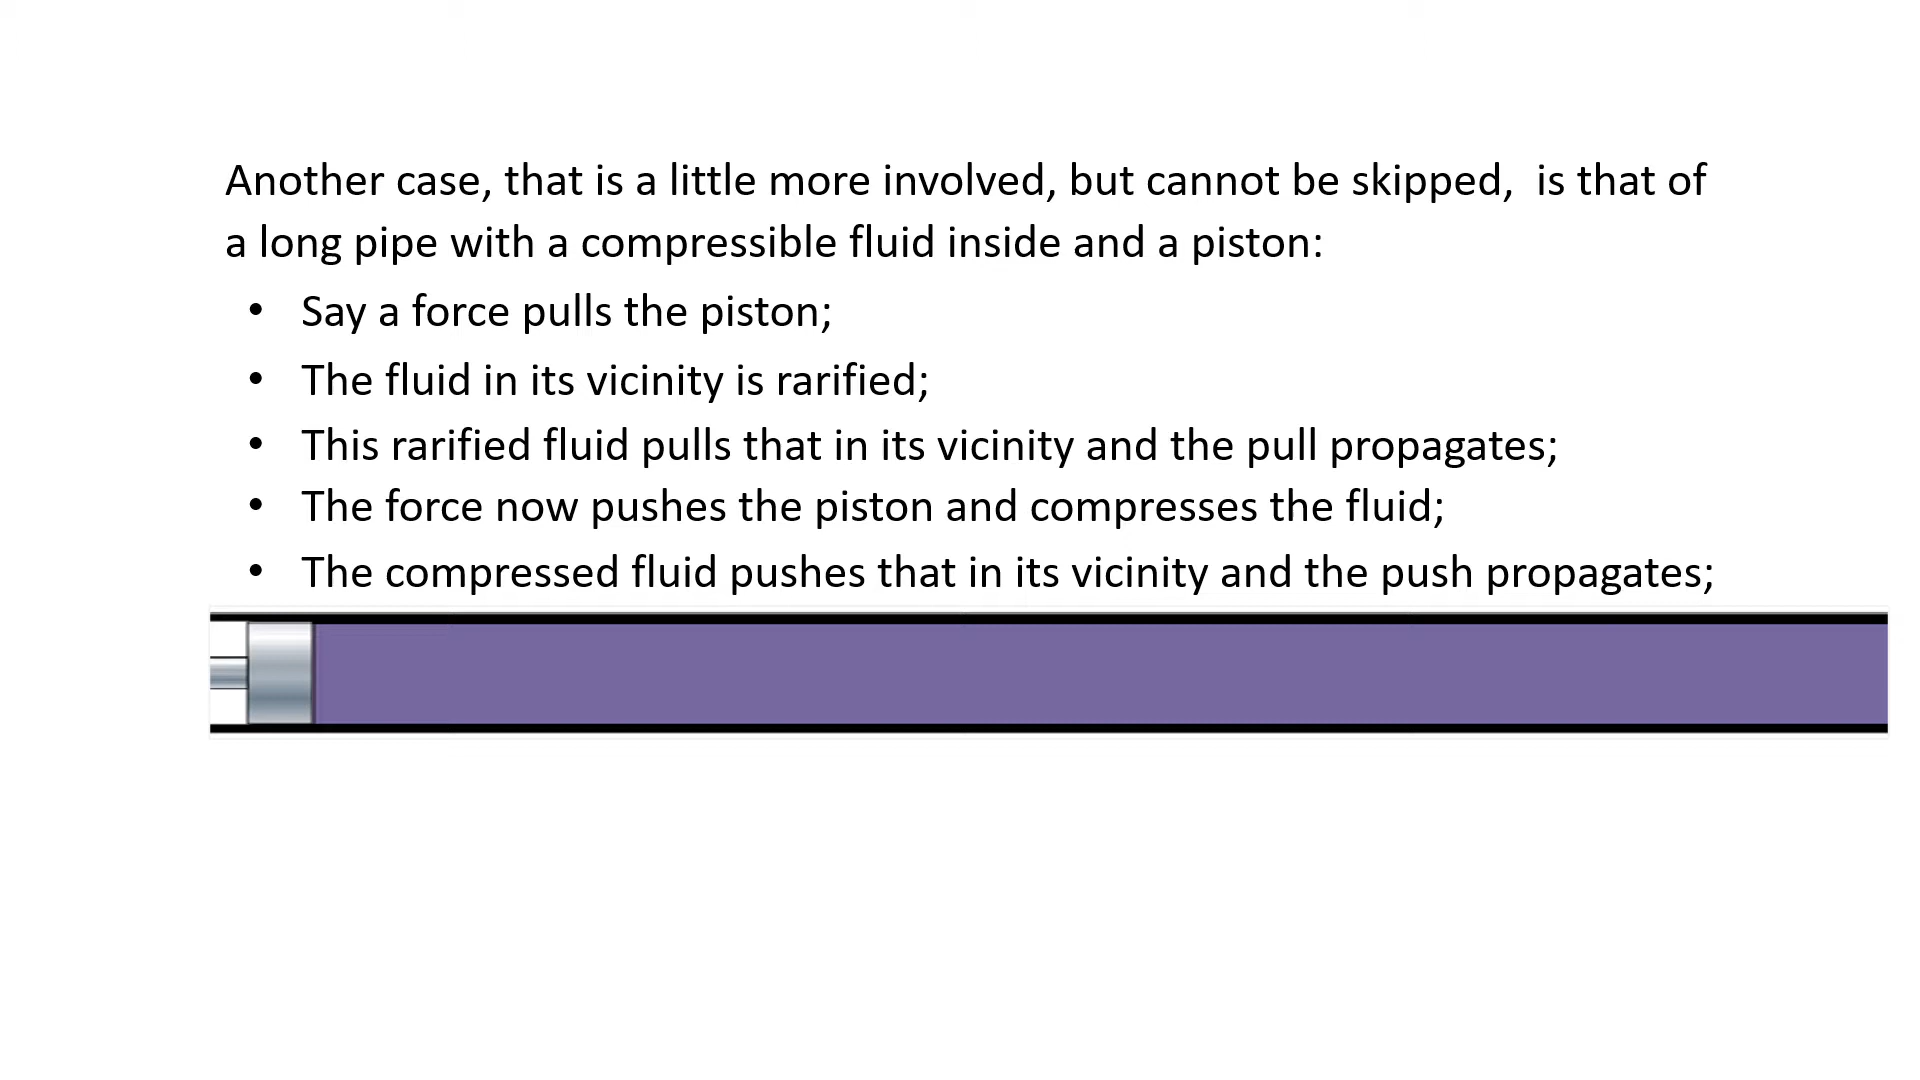 Another case, that is a little more involved, but cannot be skipped,  is that of
a long pipe with a compressible fluid inside and a piston:
• Say a force pulls the piston;
• The fluid in its vicinity is rarified;
• This rarified fluid pulls that in its vicinity and the pull propagates;
• The force now pushes the piston and compresses the fluid;
• The compressed fluid pushes that in its vicinity and the push propagates;